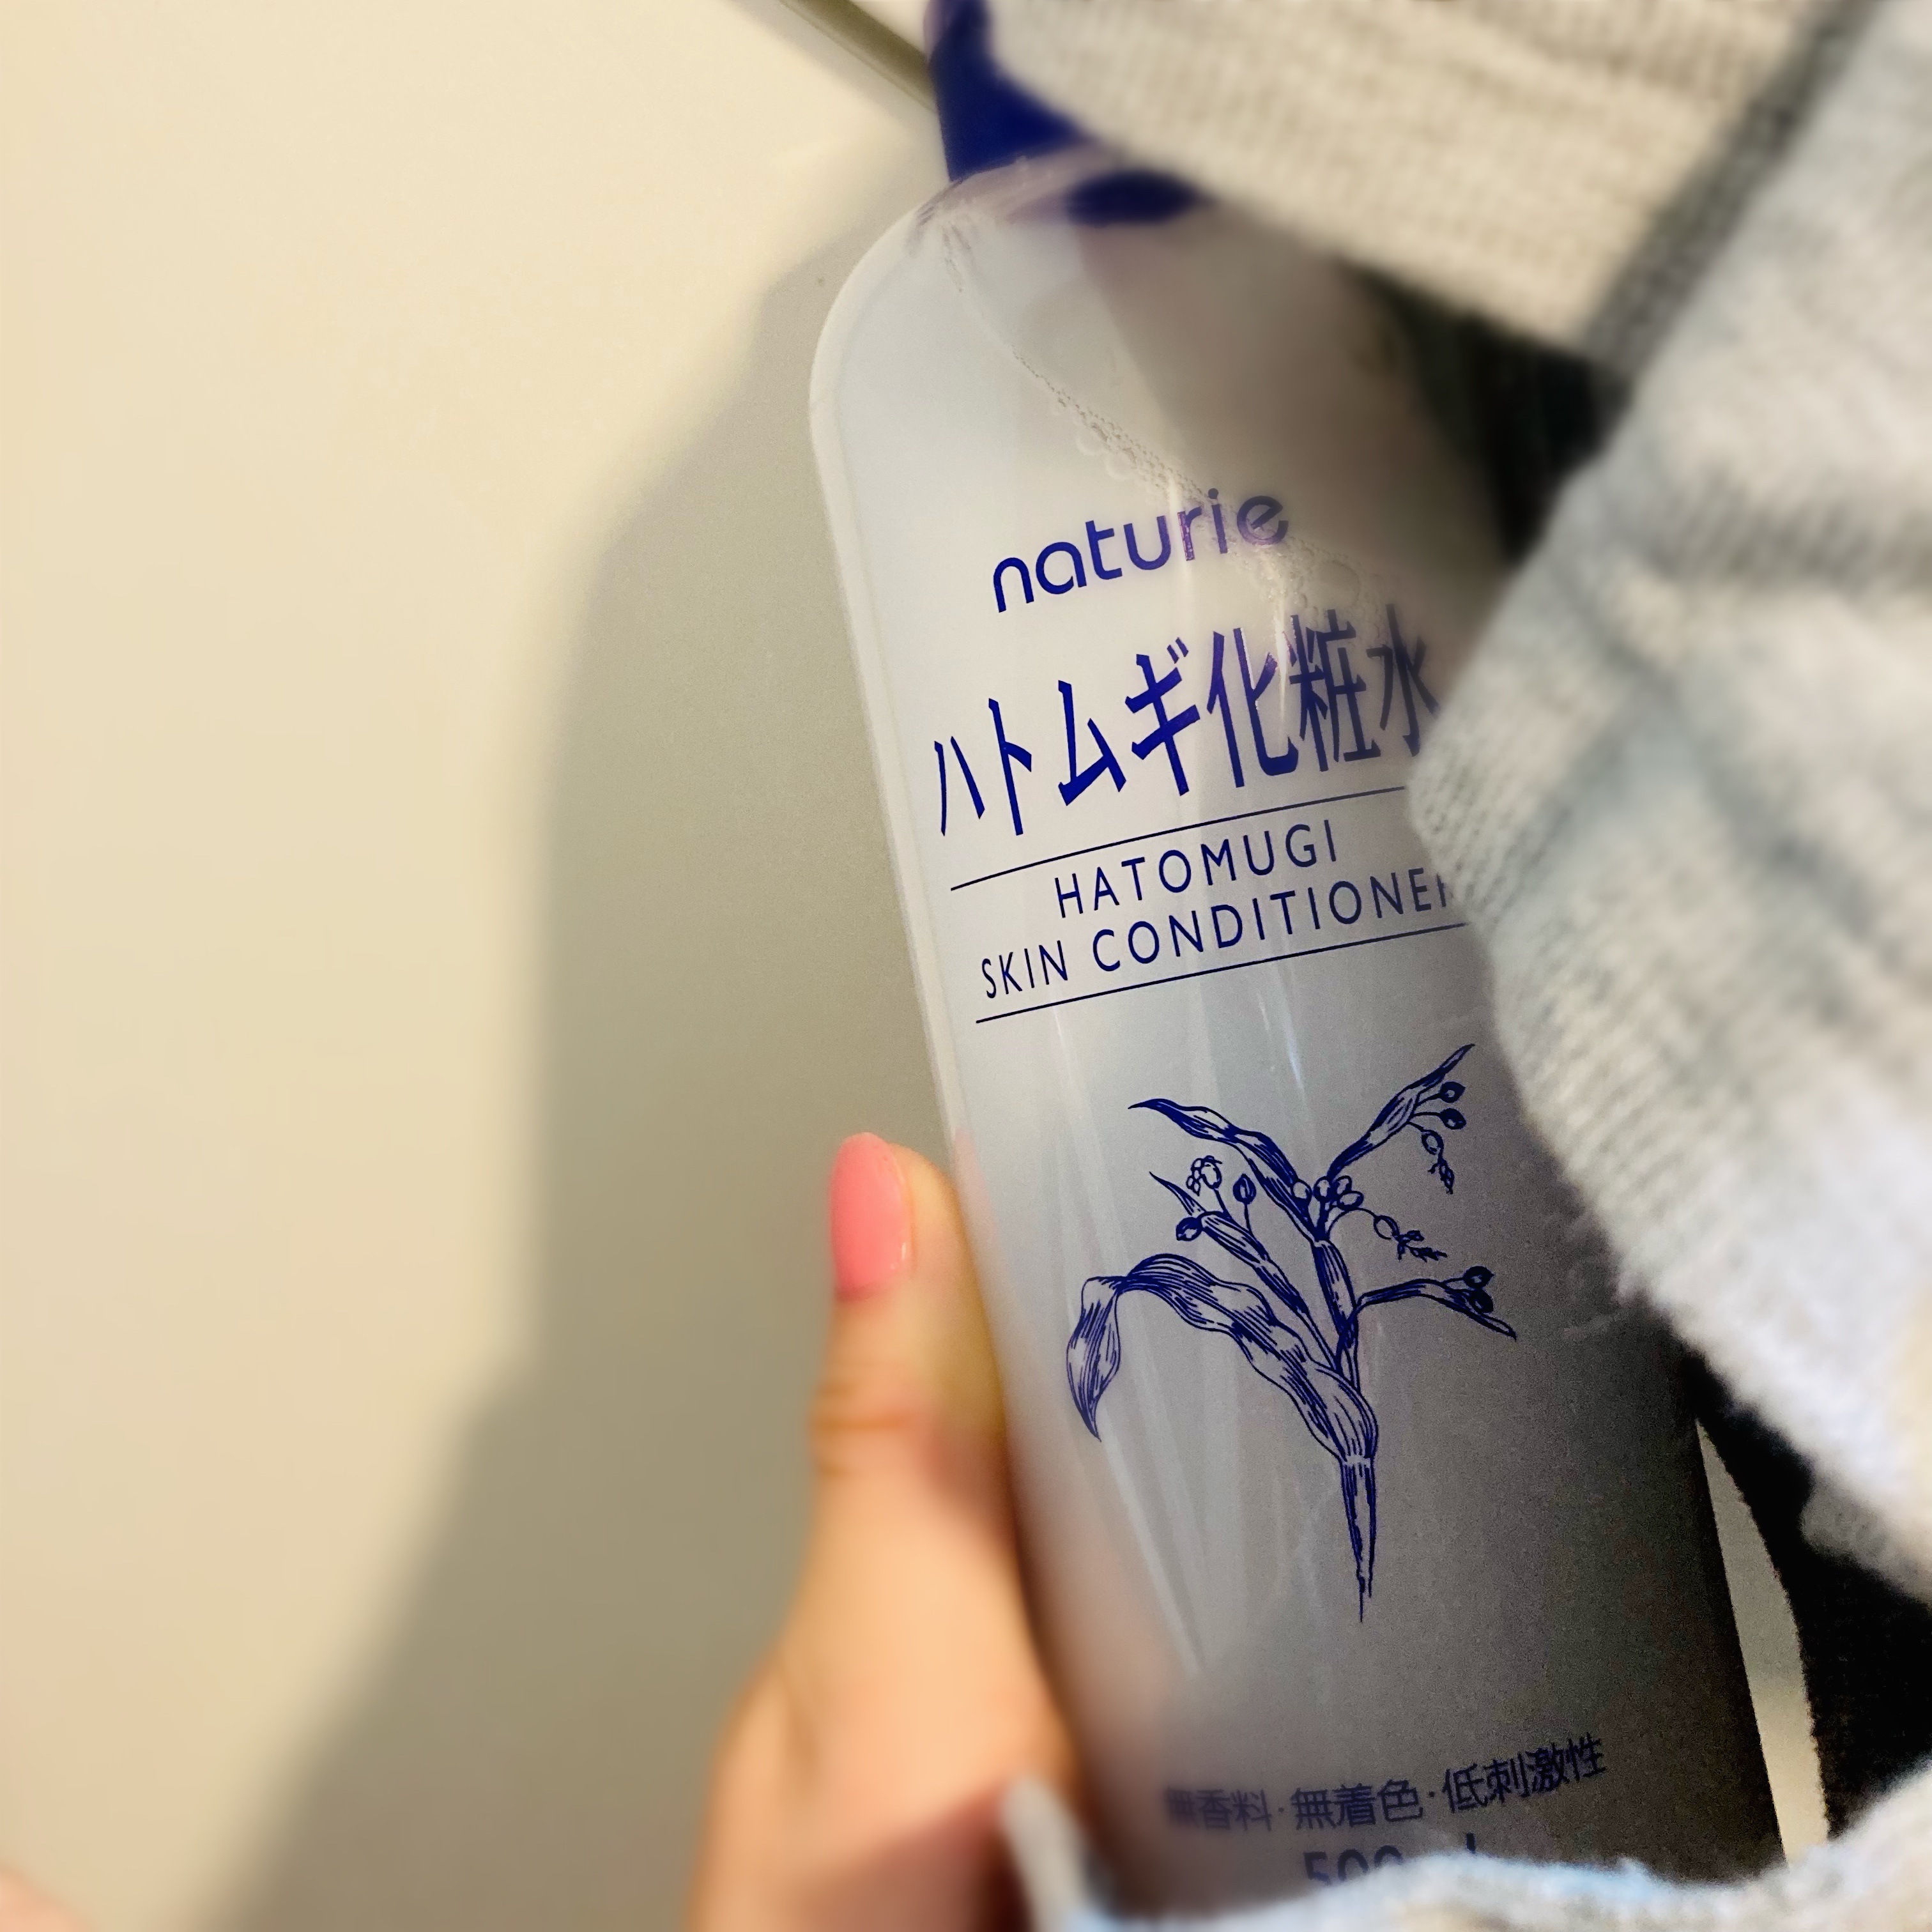 naturie
ハトムギ化粧水
HATOMUGI
SKIN CONDITIONER
無香料・無着色・低刺激性
500